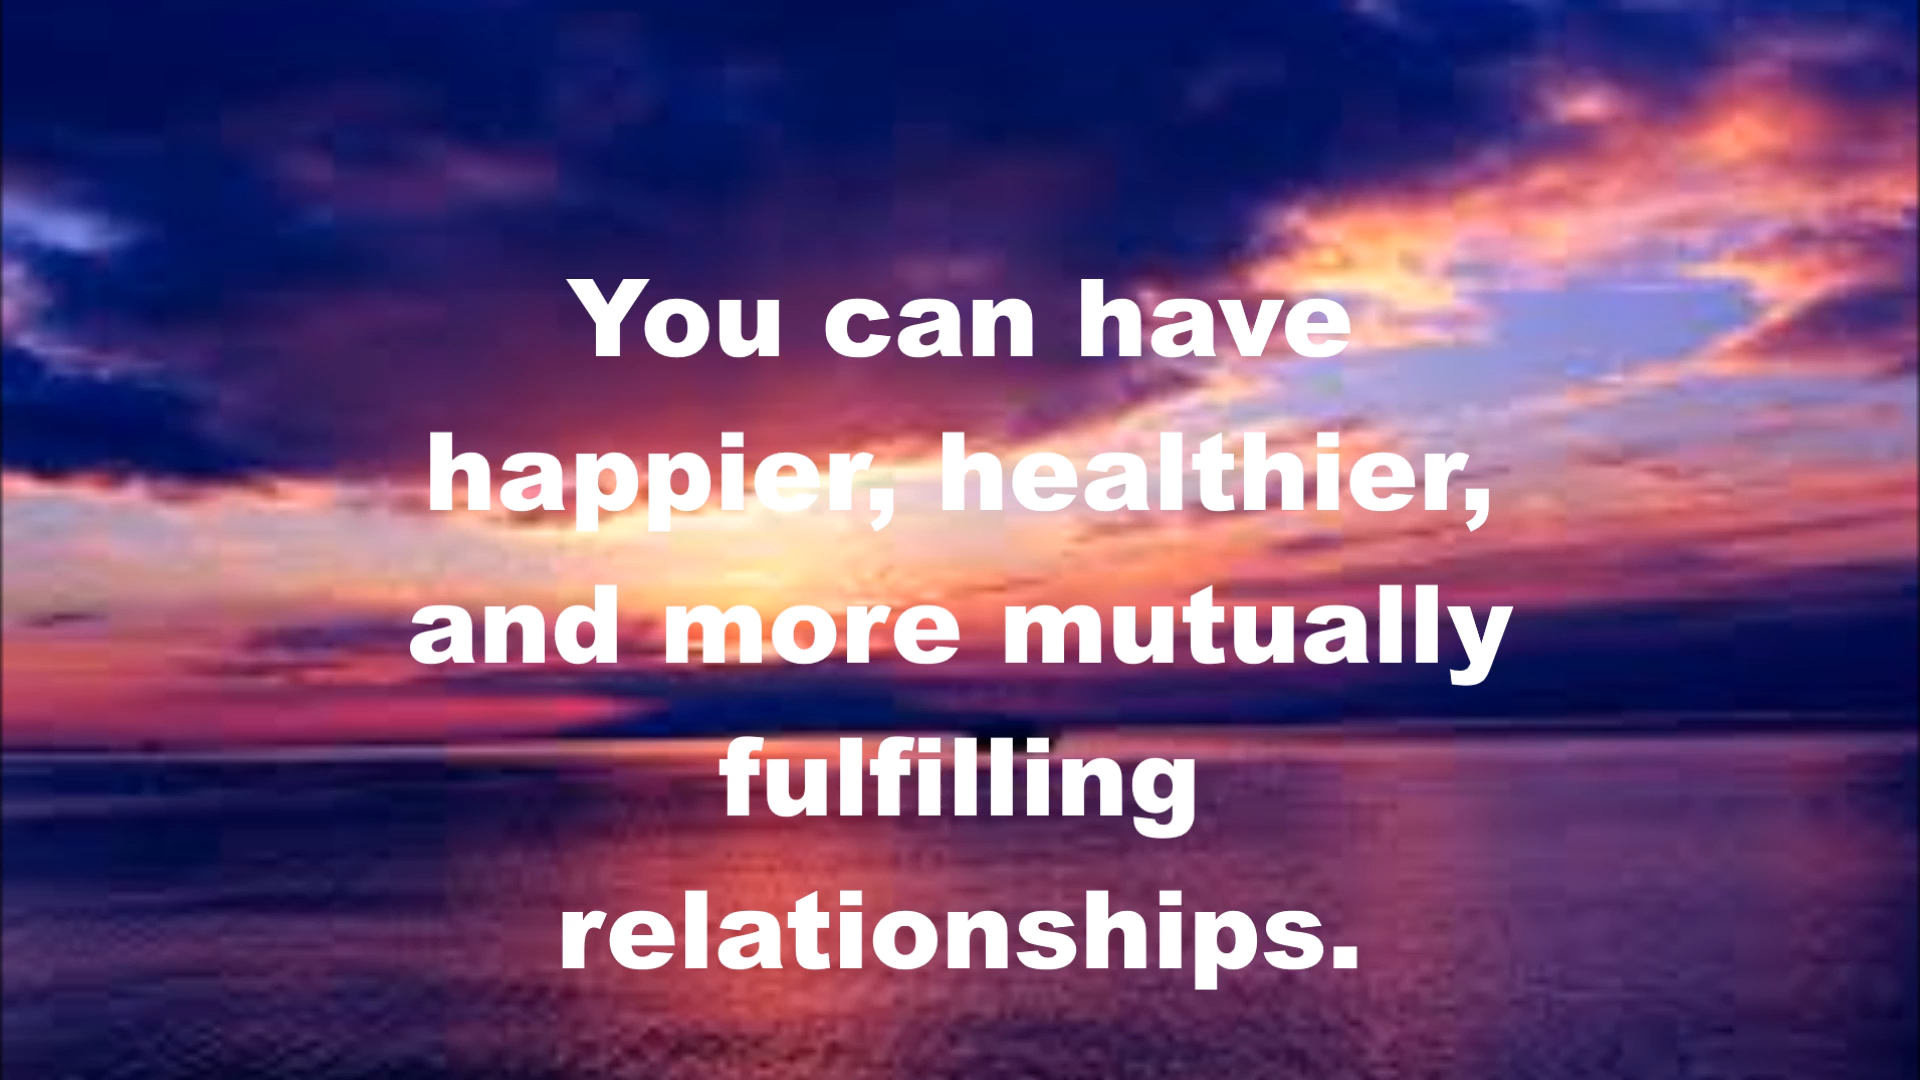 You can have
happier, healthier,
and more mutually
fulfilling
relationships.